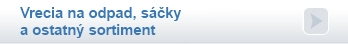 Vrecia na odpad, sáčky
a ostatný sortiment